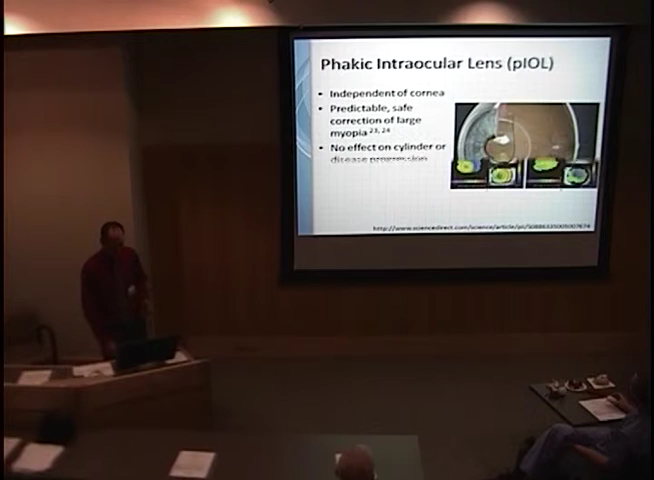 Phakic Intraocular Lens (pIOL)
• Independent of cornea
• Predictable, safe
correction of large
myopia 23, 24
• No effect on cylinder or
disease progression